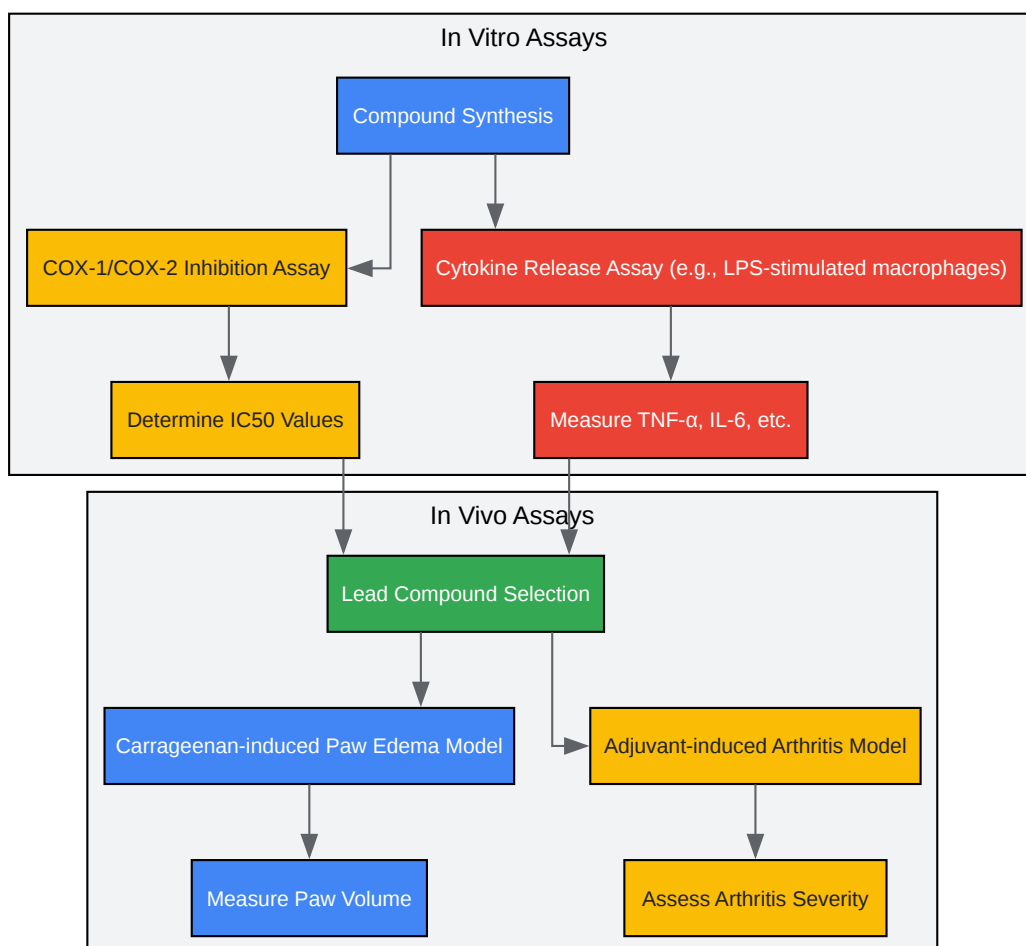 In Vitro Assays
Compound Synthesis
COX-1/COX-2 Inhibition Assay
Cytokine Release Assay (e.g., LPS-stimulated macrophages)
Determine IC50 Values
Measure TNF-α, IL-6, etc.
In Vivo Assays
Lead Compound Selection
Carrageenan-induced Paw Edema Model
Adjuvant-induced Arthritis Model
Measure Paw Volume
Assess Arthritis Severity